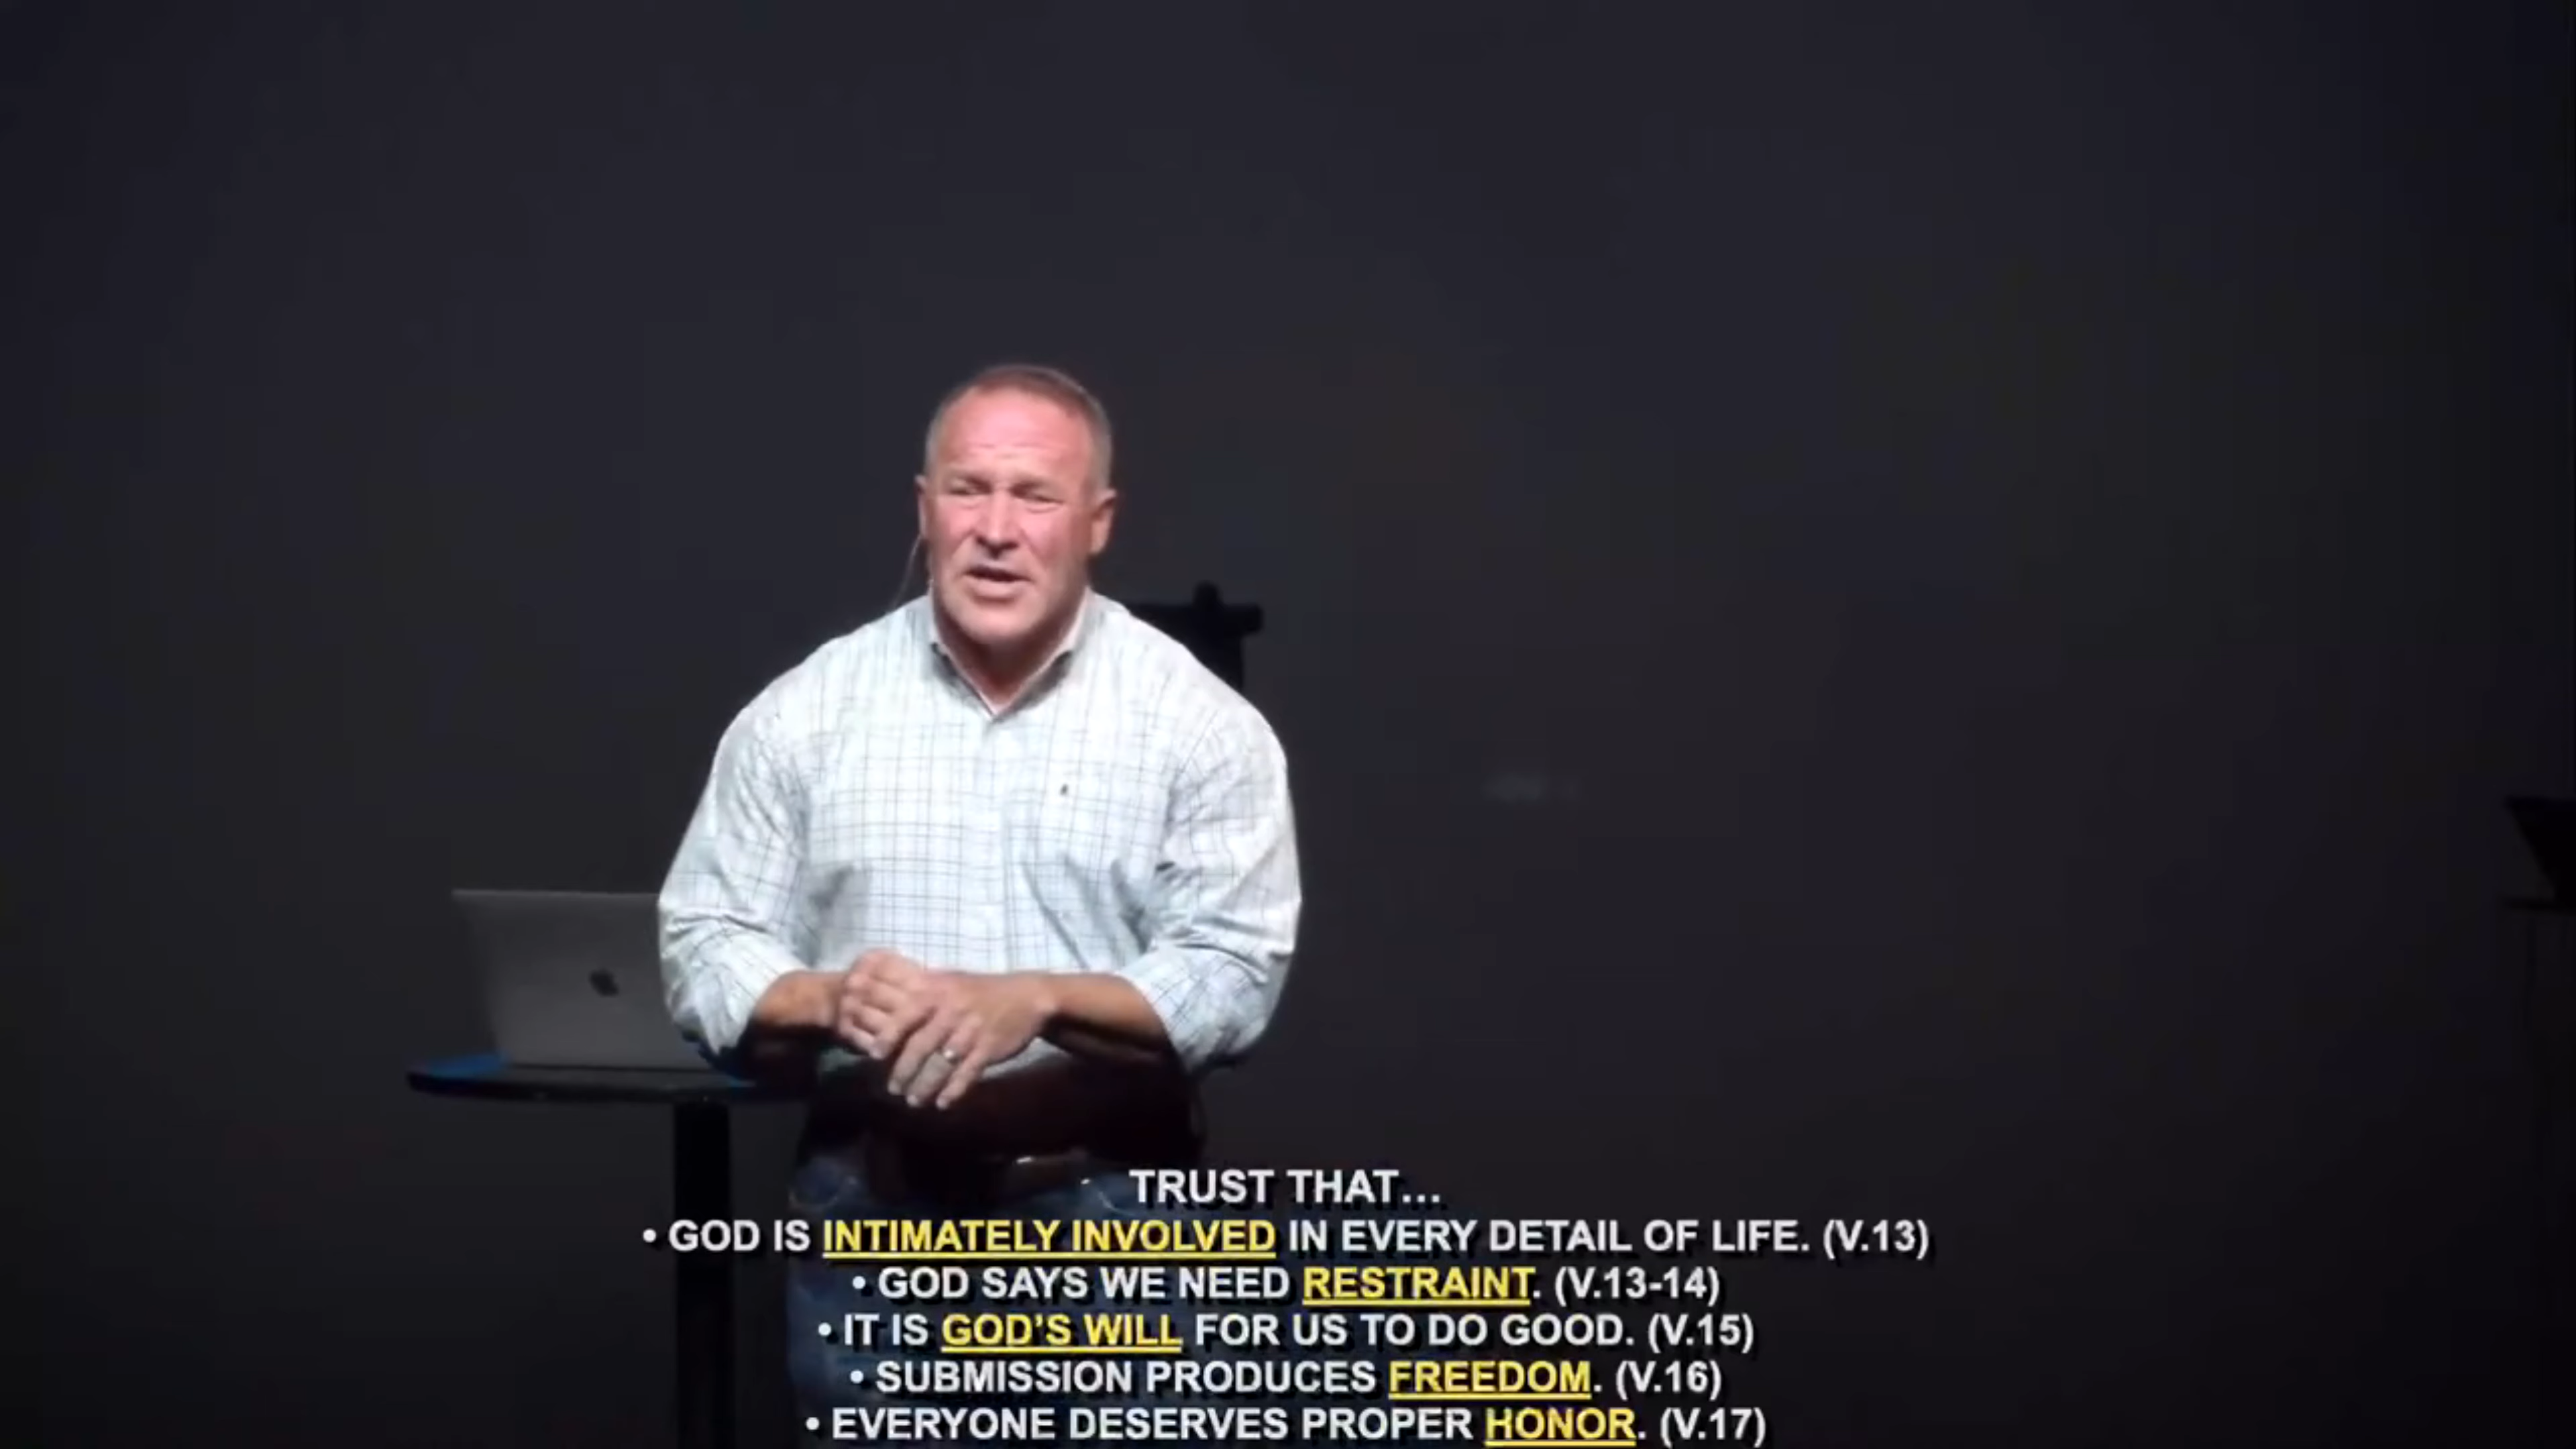 TRUST THAT...
• GOD IS INTIMATELY INVOLVED IN EVERY DETAIL OF LIFE. (V.13)
• GOD SAYS WE NEED RESTRAINT. (V.13-14)
• IT IS GOD'S WILL FOR US TO DO GOOD. (V.15)
• SUBMISSION PRODUCES FREEDOM. (V.16)
• EVERYONE DESERVES PROPER HONOR. (V.17)